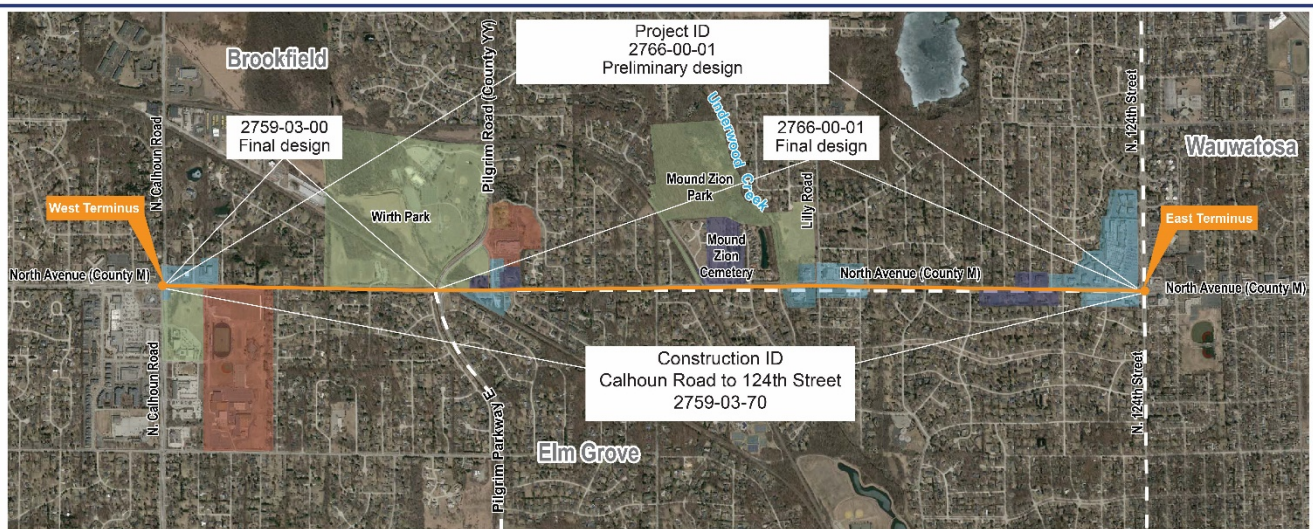 Brookfield
Pilgrim Road (County YY)
Project ID
2766-00-01
Preliminary design
N. Calhoun Road
2759-03-00
Final design
Underwood Creek
2766-00-01
Final design
N. 124th Street
Wauwatosa
West Terminus
Wirth Park
Mound Zion
Park
Lilly Road
East Terminus
Mound
Zion
Cemetery
North Avenue (County M)
North Avenue (County M)
North Avenue (County M)
N. Calhoun Road
Pilgrim Parkway
Construction ID
Calhoun Road to 124th Street
2759-03-70
N. 124th Street
Elm Grove